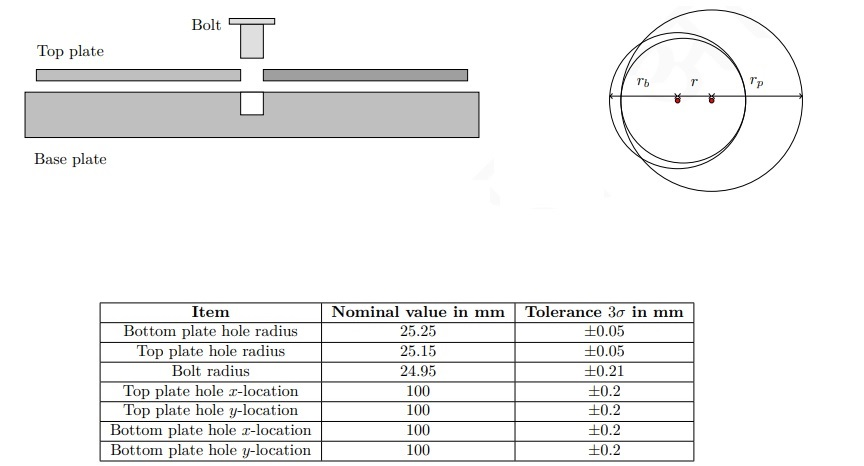 Bolt
Top plate
Base plate
r_b r r_p
Item Nominal value in mm Tolerance 3σ in mm
Bottom plate hole radius 25.25 ±0.05
Top plate hole radius 25.15 ±0.05
Bolt radius 24.95 ±0.21
Top plate hole x-location 100 ±0.2
Top plate hole y-location 100 ±0.2
Bottom plate hole x-location 100 ±0.2
Bottom plate hole y-location 100 ±0.2